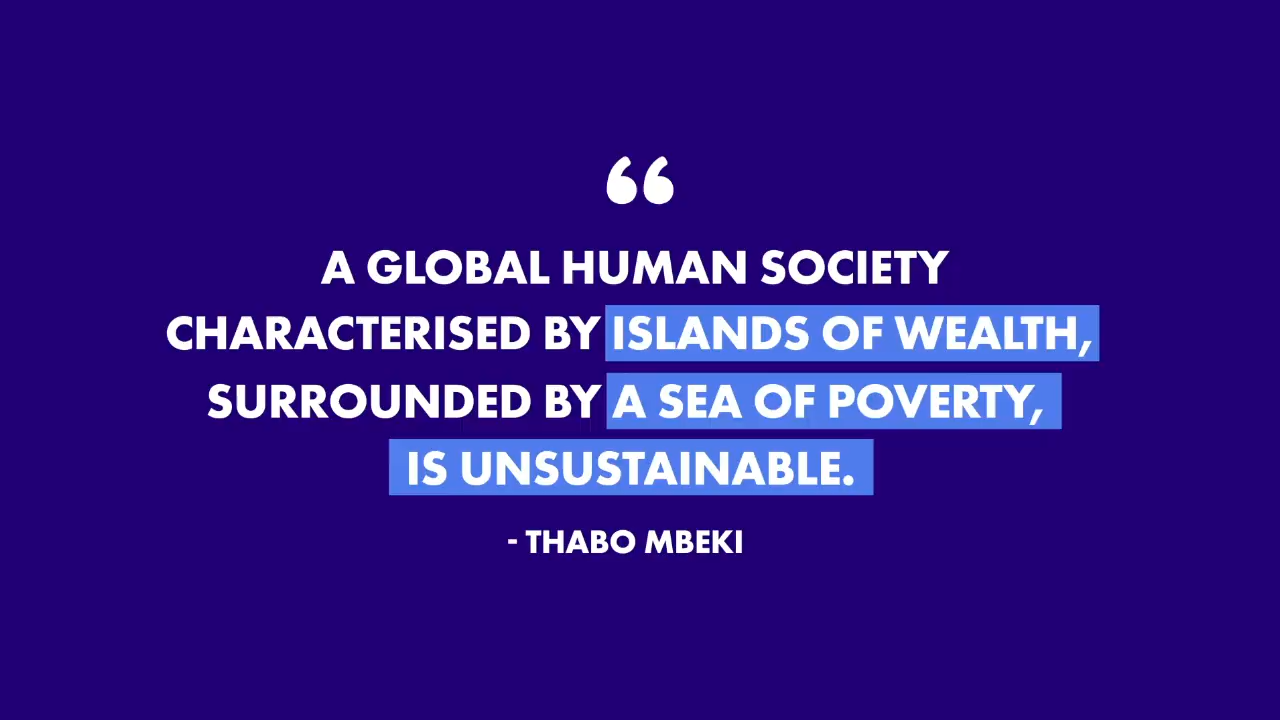 “
A GLOBAL HUMAN SOCIETY
CHARACTERISED BY ISLANDS OF WEALTH,
SURROUNDED BY A SEA OF POVERTY,
IS UNSUSTAINABLE.
- THABO MBEKI